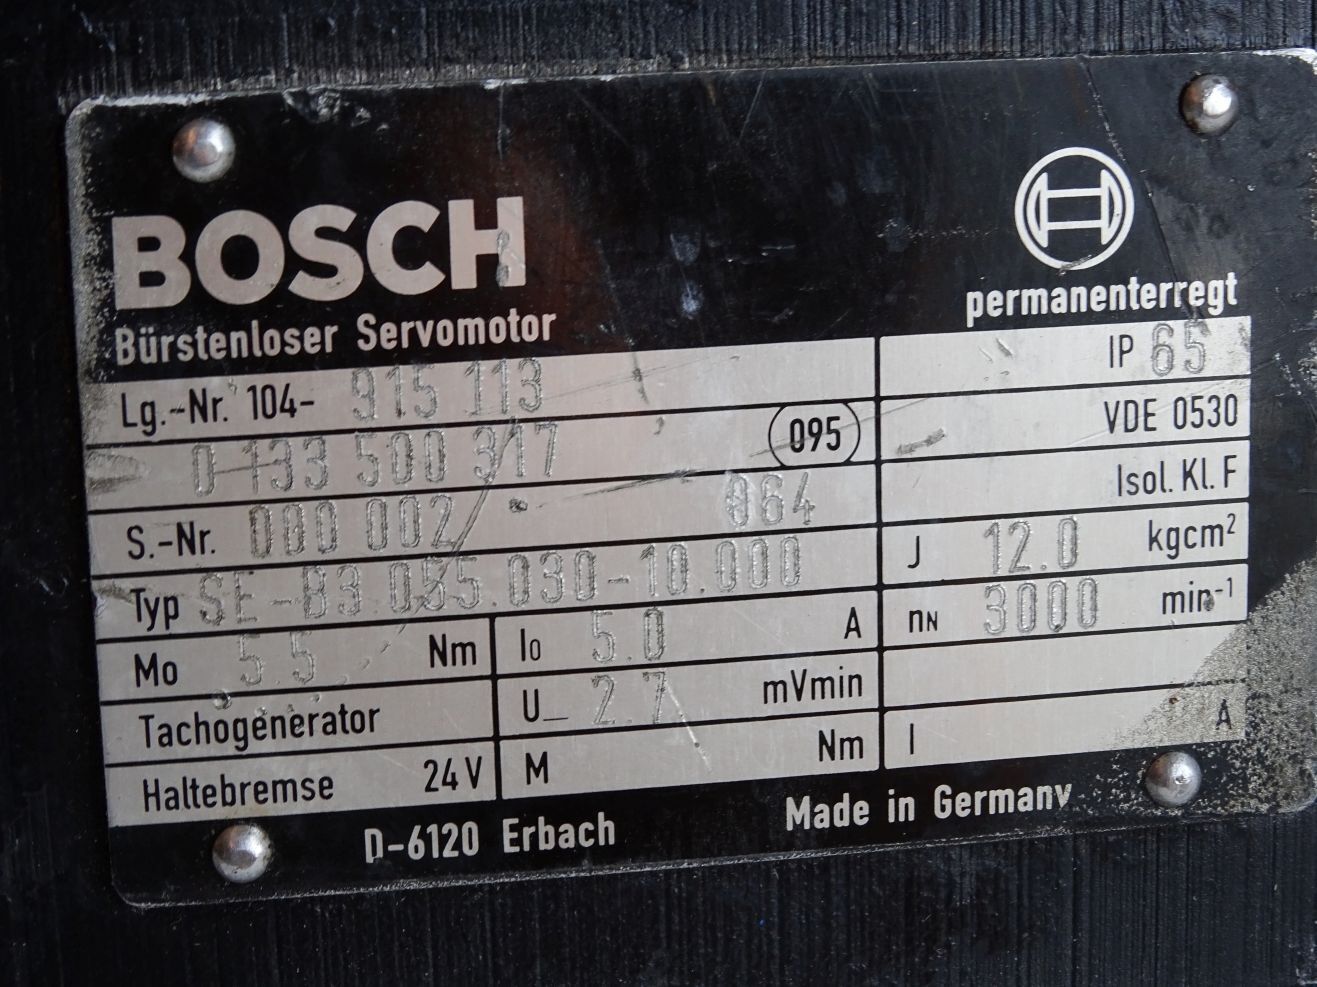 BOSCH
permanenterregt
Bürstenloser Servomotor
IP 65
Lg.-Nr. 104- 915 113
VDE 0530
0 133 500 317 095
Isol. Kl. F
S.-Nr. 000 002 064
J 12.0 kgcm²
Typ SE-B3.055.030-10.000
nN 3000 min-1
Mo 5.5 Nm I0 5.0 A
Tachogenerator U_ 2.7 mVmin
Haltebremse 24V M Nm I A
D-6120 Erbach Made in Germany